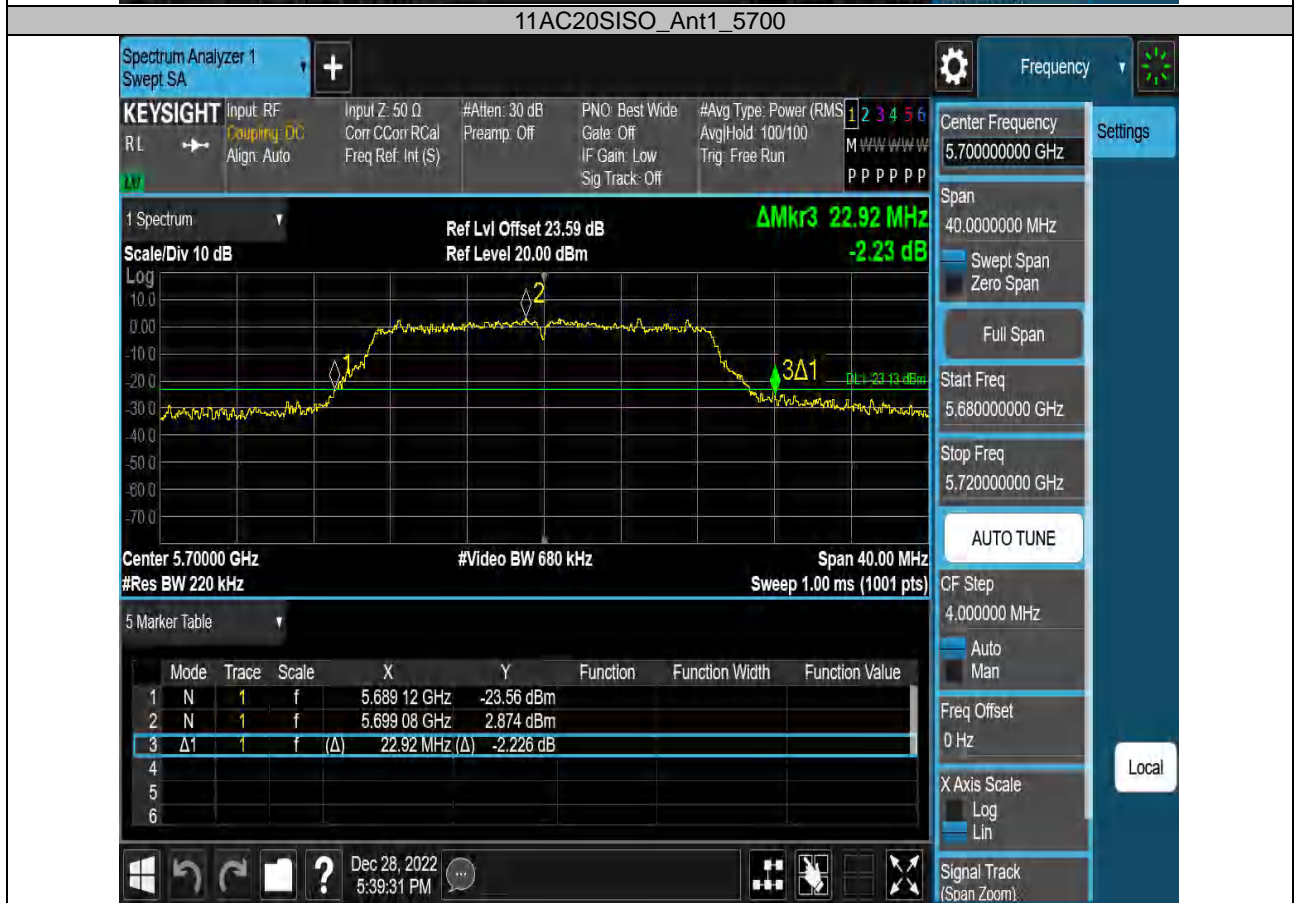 11AC20SISO_Ant1_5700
Spectrum Analyzer 1
Swept SA
Frequency
KEYSIGHT
RL
LV
Input: RF
Coupling: DC
Align: Auto
Input Z: 50 Ω
Corr CCorr RCal
Freq Ref: Int (S)
#Atten: 30 dB
Preamp: Off
PNO: Best Wide
Gate: Off
IF Gain: Low
Sig Track: Off
#Avg Type: Power (RMS
Avg|Hold: 100/100
Trig: Free Run
1 2 3 4 5 6
M W W W W W
P P P P P P
1 Spectrum
Scale/Div 10 dB
Ref Lvl Offset 23.59 dB
Ref Level 20.00 dBm
ΔMkr3 22.92 MHz
-2.23 dB
Log
10.0
0.00
-10.0
-20.0
-30.0
-40.0
-50.0
-60.0
-70.0
1
2
3Δ1
DL1 -23.13 dBm
Center 5.70000 GHz
#Res BW 220 kHz
#Video BW 680 kHz
Span 40.00 MHz
Sweep 1.00 ms (1001 pts)
5 Marker Table
Mode Trace Scale X Y Function Function Width Function Value
1 N 1 f 5.689 12 GHz -23.56 dBm
2 N 1 f 5.699 08 GHz 2.874 dBm
3 Δ1 1 f (Δ) 22.92 MHz (Δ) -2.226 dB
4
5
6
Dec 28, 2022
5:39:31 PM
Center Frequency
5.700000000 GHz
Settings
Span
40.0000000 MHz
Swept Span
Zero Span
Full Span
Start Freq
5.680000000 GHz
Stop Freq
5.720000000 GHz
AUTO TUNE
CF Step
4.000000 MHz
Auto
Man
Freq Offset
0 Hz
X Axis Scale
Log
Lin
Local
Signal Track
(Span Zoom)